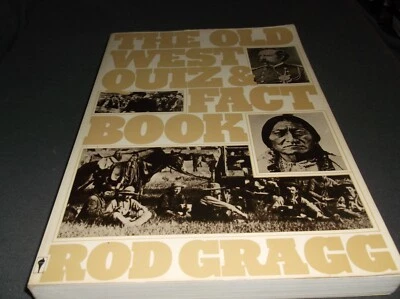 THE OLD
WEST
QUIZ &
FACT
BOOK
ROD GRAGG